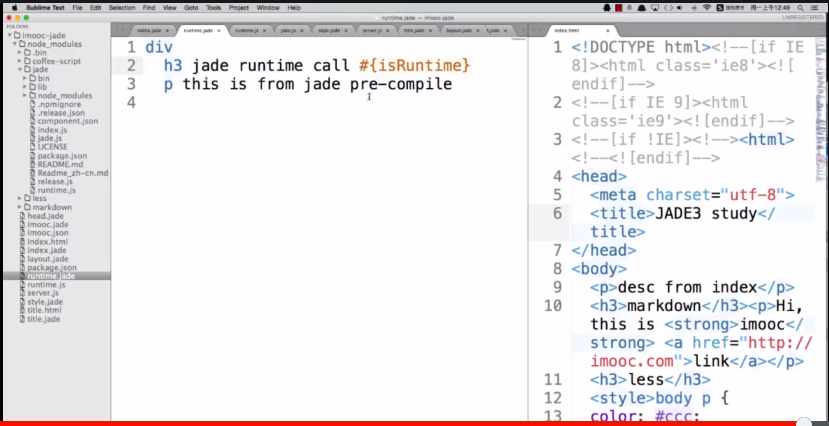 Sublime Text File Edit Selection Find View Goto Tools Project Window Help
周一上午12:49
runtime.jade — imooc-jade
UNREGISTERED
FOLDERS
imooc-jade
node_modules
.bin
coffee-script
jade
bin
lib
node_modules
.npmignore
.release.json
component.json
index.js
jade.js
LICENSE
package.json
README.md
Readme_zh-cn.md
release.js
runtime.js
less
markdown
head.jade
imooc.jade
imooc.json
index.html
index.jade
layout.jade
package.json
runtime.jade
runtime.js
server.js
style.jade
title.html
title.jade
index.jade runtime.jade runtime.js jade.js style.jade server.js title.jade layout.jade
1 div
2 h3 jade runtime call #{isRuntime}
3 p this is from jade pre-compile
4
index.html
1 <!DOCTYPE html><!--[if IE
8]><html class='ie8'><![
endif]-->
2 <!--[if IE 9]><html
class='ie9'><![endif]-->
3 <!--[if !IE]><!--><html>
<!--<![endif]-->
4 <head>
5 <meta charset="utf-8">
6 <title>JADE3 study</
title>
7 </head>
8 <body>
9 <p>desc from index</p>
10 <h3>markdown</h3><p>Hi,
this is <strong>imooc</
strong> <a href="http://
imooc.com">link</a></p>
11 <h3>less</h3>
12 <style>body p {
13 color: #ccc;